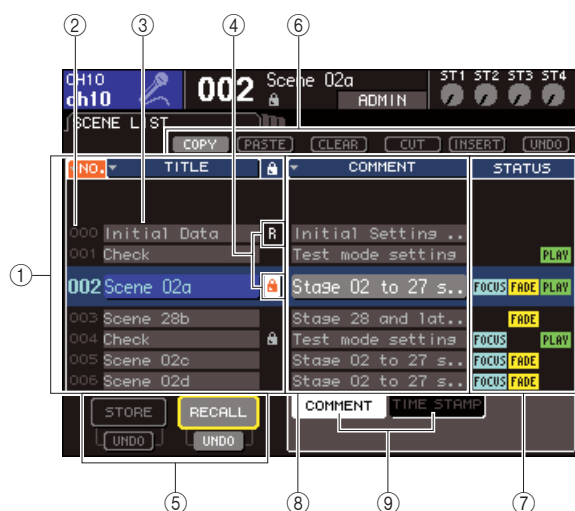 ② ③ ④ ⑥
CH10
ch10
002 Scene 02a
ADMIN
ST1 ST2 ST3 ST4
SCENE LIST
COPY PASTE CLEAR CUT INSERT UNDO
NO. TITLE COMMENT STATUS
000 Initial Data R Initial Setting ..
001 Check Test mode setting PLAY
①
002 Scene 02a Stage 02 to 27 s.. FOCUS FADE PLAY
003 Scene 28b Stage 28 and lat.. FADE
004 Check Test mode setting FOCUS PLAY
005 Scene 02c Stage 02 to 27 s.. FOCUS FADE
006 Scene 02d Stage 02 to 27 s.. FOCUS FADE
STORE RECALL COMMENT TIME STAMP
UNDO UNDO
⑤ ⑧ ⑨ ⑦